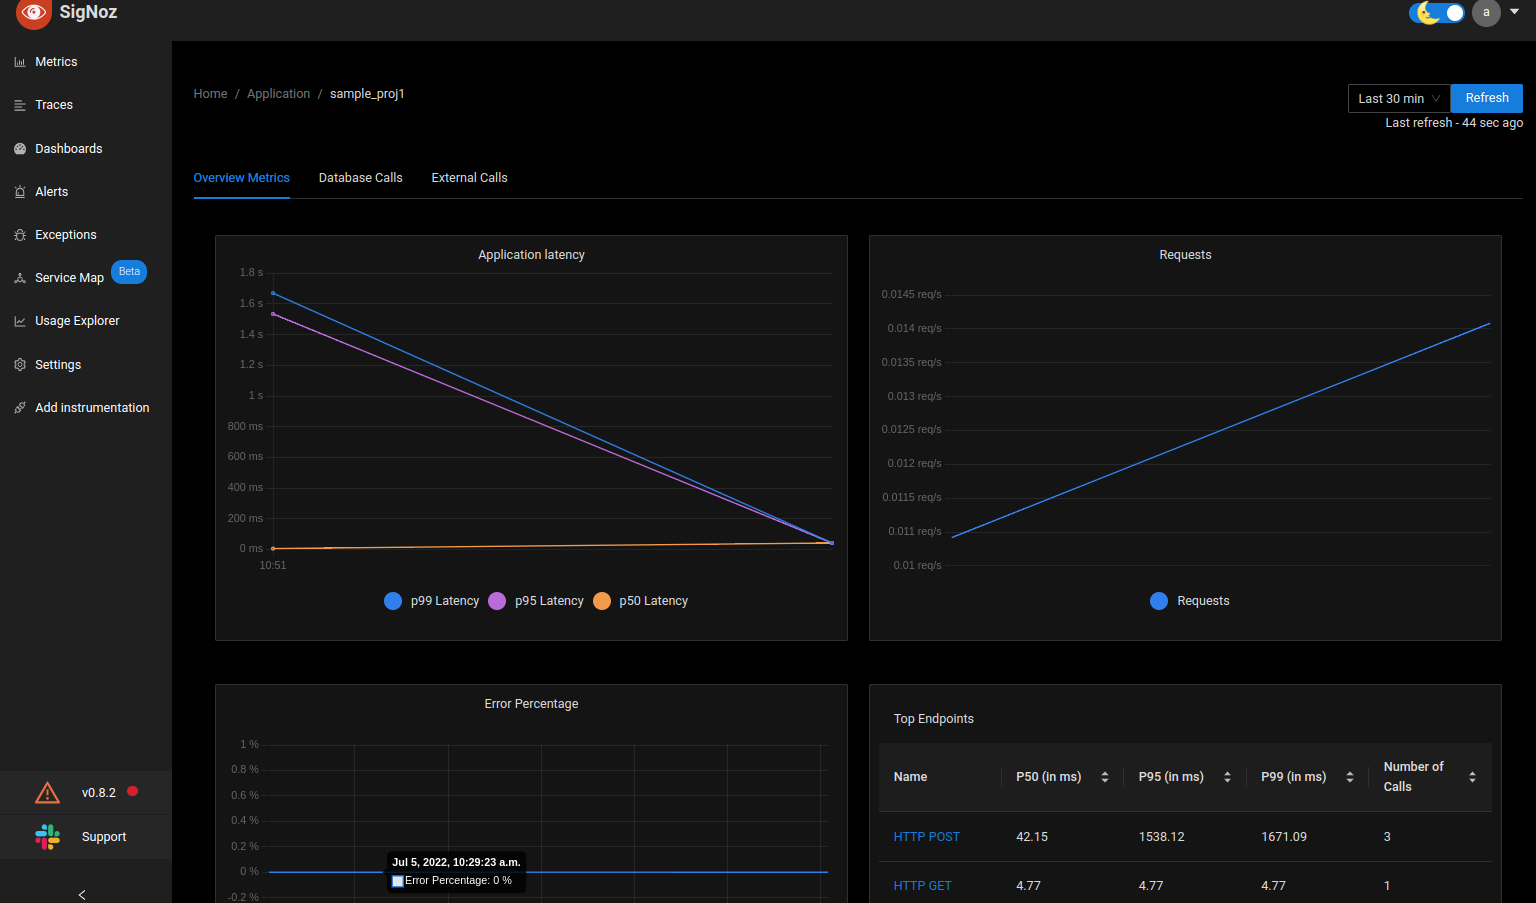 SigNoz
a
Metrics
Traces
Dashboards
Alerts
Exceptions
Service Map Beta
Usage Explorer
Settings
Add instrumentation
v0.8.2
Support
Home / Application / sample_proj1
Last 30 min Refresh
Last refresh - 44 sec ago
Overview Metrics Database Calls External Calls
Application latency
1.8 s
1.6 s
1.4 s
1.2 s
1 s
800 ms
600 ms
400 ms
200 ms
0 ms
10:51
p99 Latency p95 Latency p50 Latency
Requests
0.0145 req/s
0.014 req/s
0.0135 req/s
0.013 req/s
0.0125 req/s
0.012 req/s
0.0115 req/s
0.011 req/s
0.01 req/s
Requests
Error Percentage
1 %
0.8 %
0.6 %
0.4 %
0.2 %
0 %
-0.2 %
Jul 5, 2022, 10:29:23 a.m.
Error Percentage: 0 %
Top Endpoints
Name P50 (in ms) P95 (in ms) P99 (in ms) Number of
Calls
HTTP POST 42.15 1538.12 1671.09 3
HTTP GET 4.77 4.77 4.77 1